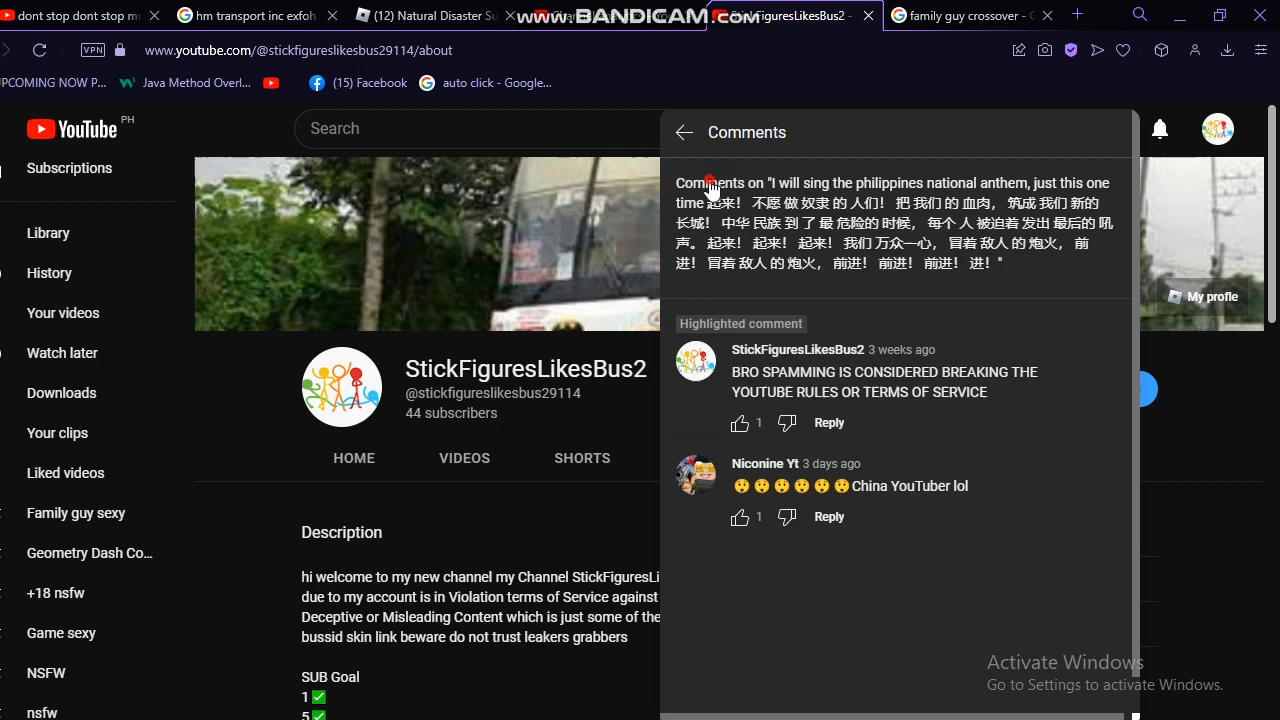 dont stop dont stop mu
hm transport inc exfoh
(12) Natural Disaster Su
StickFiguresLikesBus2 -
family guy crossover -
www.BANDICAM.com
VPN
www.youtube.com/@stickfigureslikesbus29114/about
PCOMING NOW P...
Java Method Overl...
(15) Facebook
auto click - Google...
YouTube PH
Search
Subscriptions
Library
History
Your videos
Watch later
Downloads
Your clips
Liked videos
Family guy sexy
Geometry Dash Co...
+18 nsfw
Game sexy
NSFW
nsfw
My profle
StickFiguresLikesBus2
@stickfigureslikesbus29114
44 subscribers
HOME VIDEOS SHORTS
Description
hi welcome to my new channel my Channel StickFiguresLi
due to my account is in Violation terms of Service against
Deceptive or Misleading Content which is just some of the
bussid skin link beware do not trust leakers grabbers
SUB Goal
1 ✅
5 ✅
Comments
Comments on "I will sing the philippines national anthem, just this one
time 起来！ 不愿 做 奴隶 的 人们！ 把 我们 的 血肉， 筑成 我们 新的
长城！ 中华 民族 到 了 最 危险的 时候， 每个 人 被迫着 发出 最后的 吼
声。 起来！ 起来！ 起来！ 我们 万众一心， 冒着 敌人 的 炮火， 前
进！ 冒着 敌人 的 炮火， 前进！ 前进！ 前进！ 进！"
Highlighted comment
StickFiguresLikesBus2 3 weeks ago
BRO SPAMMING IS CONSIDERED BREAKING THE
YOUTUBE RULES OR TERMS OF SERVICE
1 Reply
Niconine Yt 3 days ago
😲😲😲😲😲😲China YouTuber lol
1 Reply
Activate Windows
Go to Settings to activate Windows.